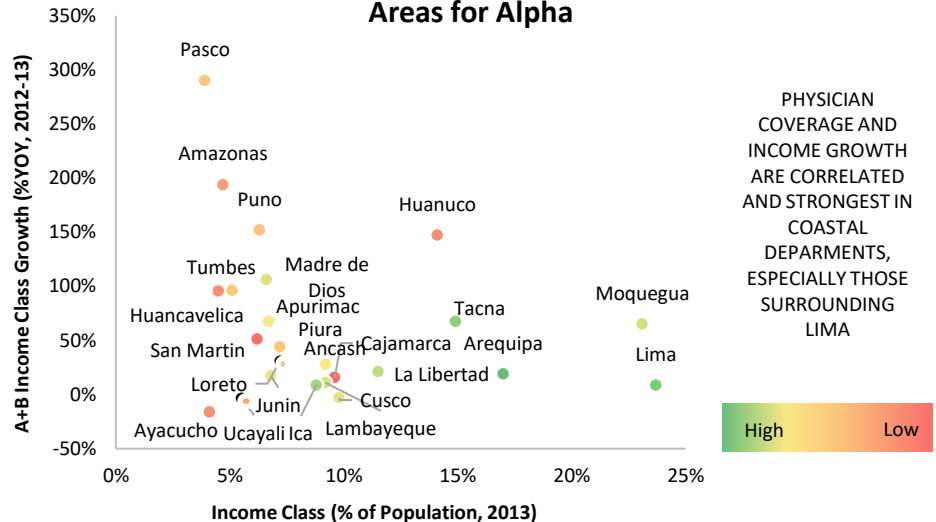 Areas for Alpha
A+B Income Class Growth (%YOY, 2012-13)
350%
300%
250%
200%
150%
100%
50%
0%
-50%
Pasco
Amazonas
Puno
Huanuco
Tumbes
Madre de
Dios
Huancavelica
Apurimac
Tacna
Moquegua
Piura
San Martin
Ancash
Cajamarca
Arequipa
Lima
Loreto
La Libertad
Junin
Cusco
Ayacucho
Ucayali
Ica
Lambayeque
0%
5%
10%
15%
20%
25%
Income Class (% of Population, 2013)
PHYSICIAN
COVERAGE AND
INCOME GROWTH
ARE CORRELATED
AND STRONGEST IN
COASTAL
DEPARMENTS,
ESPECIALLY THOSE
SURROUNDING
LIMA
High
Low